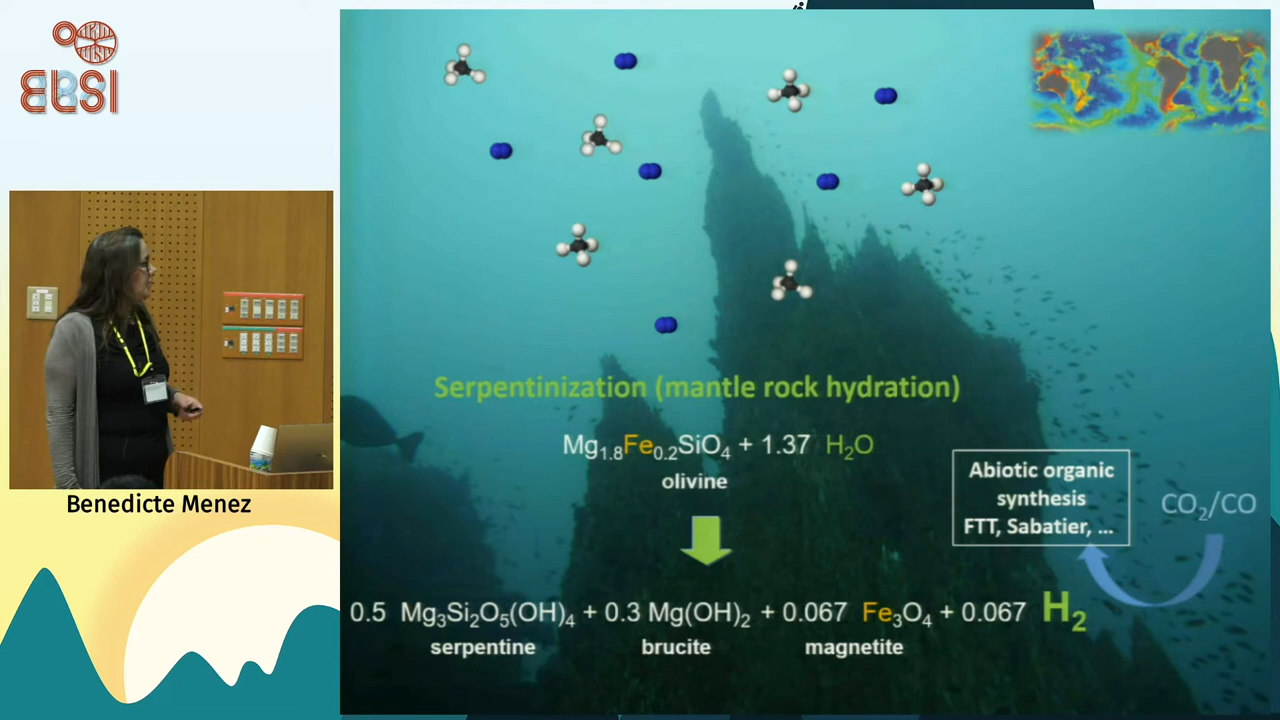 ELSI
Serpentinization (mantle rock hydration)
Mg1.8Fe0.2SiO4 + 1.37 H2O
olivine
Abiotic organic
synthesis
FTT, Sabatier, ...
CO2/CO
0.5 Mg3Si2O5(OH)4 + 0.3 Mg(OH)2 + 0.067 Fe3O4 + 0.067 H2
serpentine brucite magnetite
Benedicte Menez